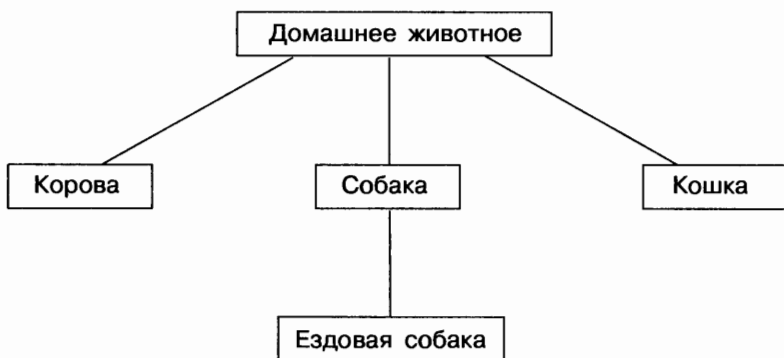 Домашнее животное
Корова
Собака
Кошка
Ездовая собака